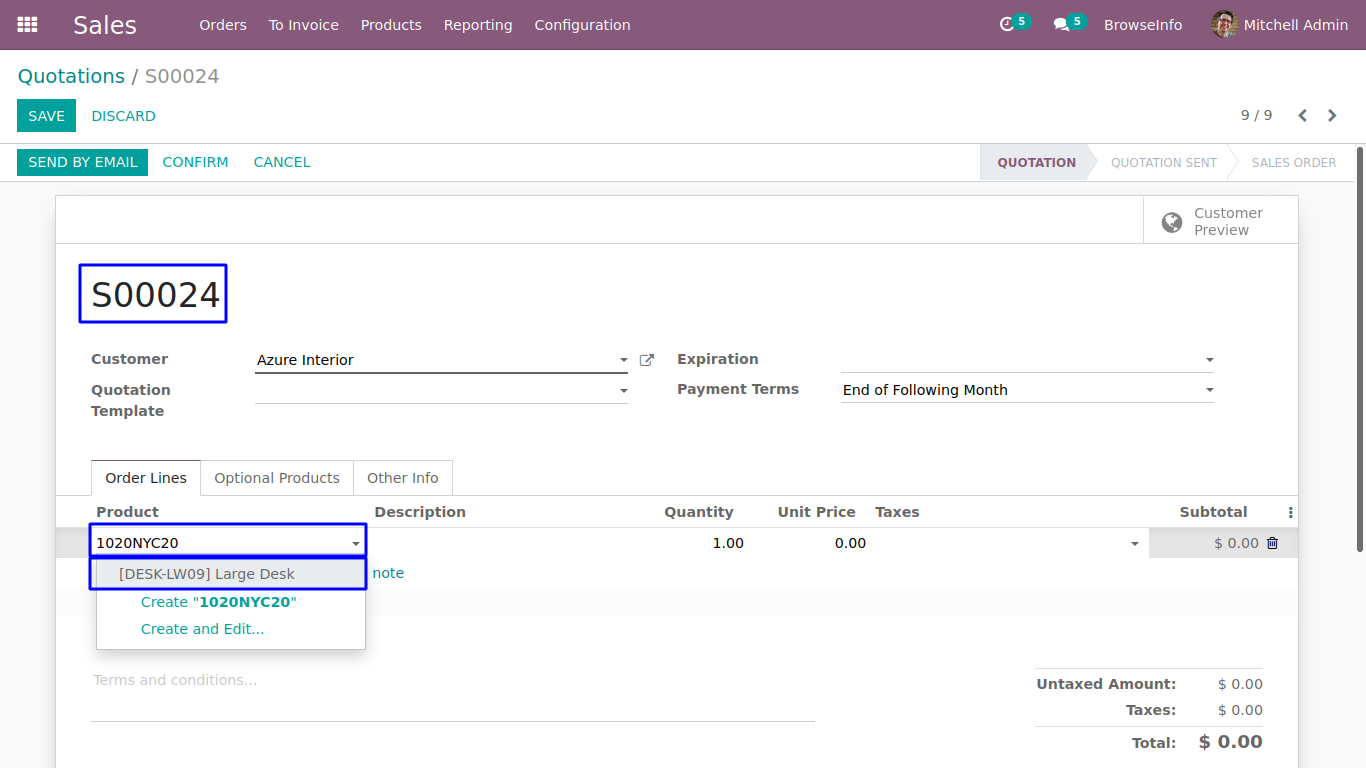 Sales
Orders
To Invoice
Products
Reporting
Configuration
5
5
BrowseInfo
Mitchell Admin
Quotations / S00024
SAVE
DISCARD
9 / 9
SEND BY EMAIL
CONFIRM
CANCEL
QUOTATION
QUOTATION SENT
SALES ORDER
Customer
Preview
S00024
Customer
Azure Interior
Expiration
Quotation
Template
Payment Terms
End of Following Month
Order Lines
Optional Products
Other Info
Product
Description
Quantity
Unit Price
Taxes
Subtotal
1020NYC20
1.00
0.00
$ 0.00
[DESK-LW09] Large Desk
note
Create "1020NYC20"
Create and Edit...
Terms and conditions...
Untaxed Amount:
$ 0.00
Taxes:
$ 0.00
Total:
$ 0.00